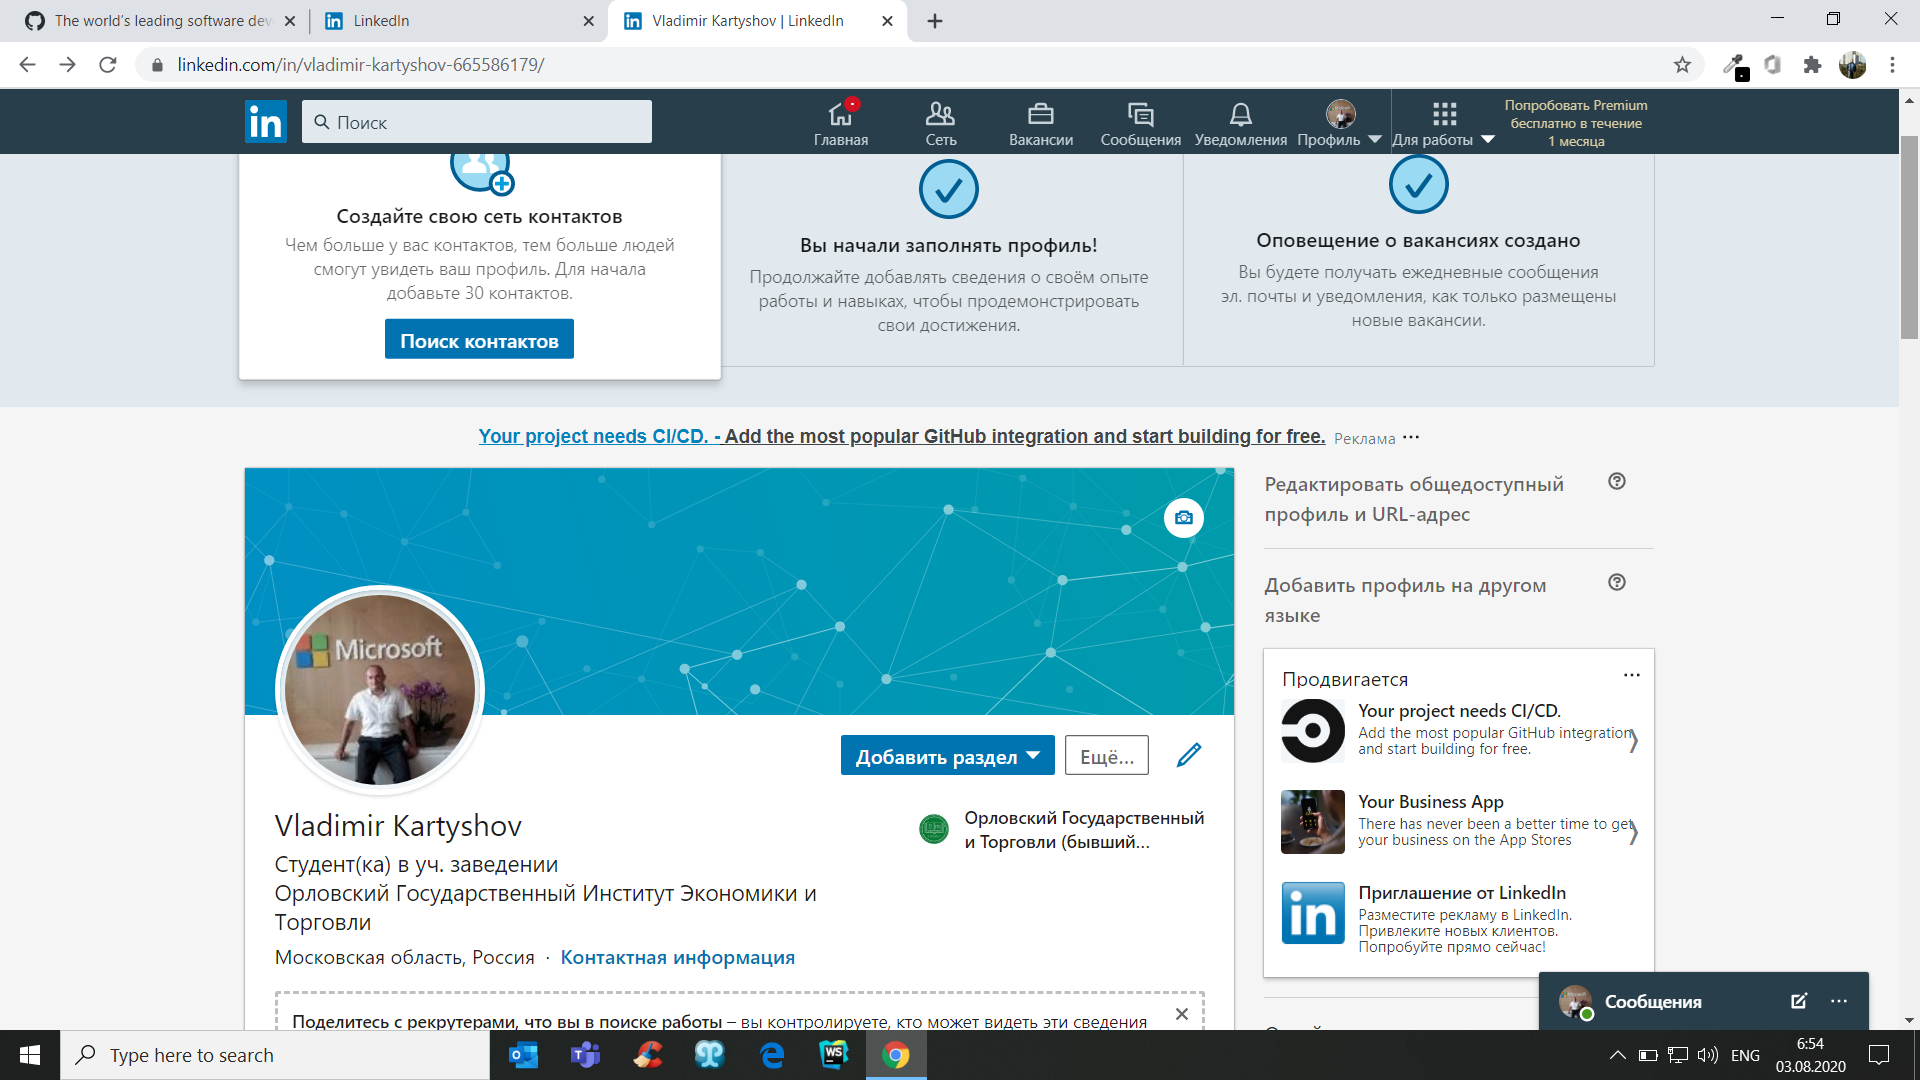 The world's leading software dev
LinkedIn
Vladimir Kartyshov | LinkedIn
linkedin.com/in/vladimir-kartyshov-665586179/
in
Поиск
Главная
Сеть
Вакансии
Сообщения
Уведомления
Профиль
Для работы
Попробовать Premium
бесплатно в течение
1 месяца
Создайте свою сеть контактов
Чем больше у вас контактов, тем больше людей
смогут увидеть ваш профиль. Для начала
добавьте 30 контактов.
Поиск контактов
Вы начали заполнять профиль!
Продолжайте добавлять сведения о своём опыте
работы и навыках, чтобы продемонстрировать
свои достижения.
Оповещение о вакансиях создано
Вы будете получать ежедневные сообщения
эл. почты и уведомления, как только размещены
новые вакансии.
Your project needs CI/CD. - Add the most popular GitHub integration and start building for free. Реклама ···
Microsoft
Добавить раздел
Ещё...
Vladimir Kartyshov
Студент(ка) в уч. заведении
Орловский Государственный Институт Экономики и
Торговли
Московская область, Россия · Контактная информация
Орловский Государственный
и Торговли (бывший...
Поделитесь с рекрутерами, что вы в поиске работы – вы контролируете, кто может видеть эти сведения
Редактировать общедоступный
профиль и URL-адрес
Добавить профиль на другом
языке
Продвигается
Your project needs CI/CD.
Add the most popular GitHub integration
and start building for free.
Your Business App
There has never been a better time to get
your business on the App Stores
in
Приглашение от LinkedIn
Разместите рекламу в LinkedIn.
Привлеките новых клиентов.
Попробуйте прямо сейчас!
Сообщения
Type here to search
WS
ENG
6:54
03.08.2020